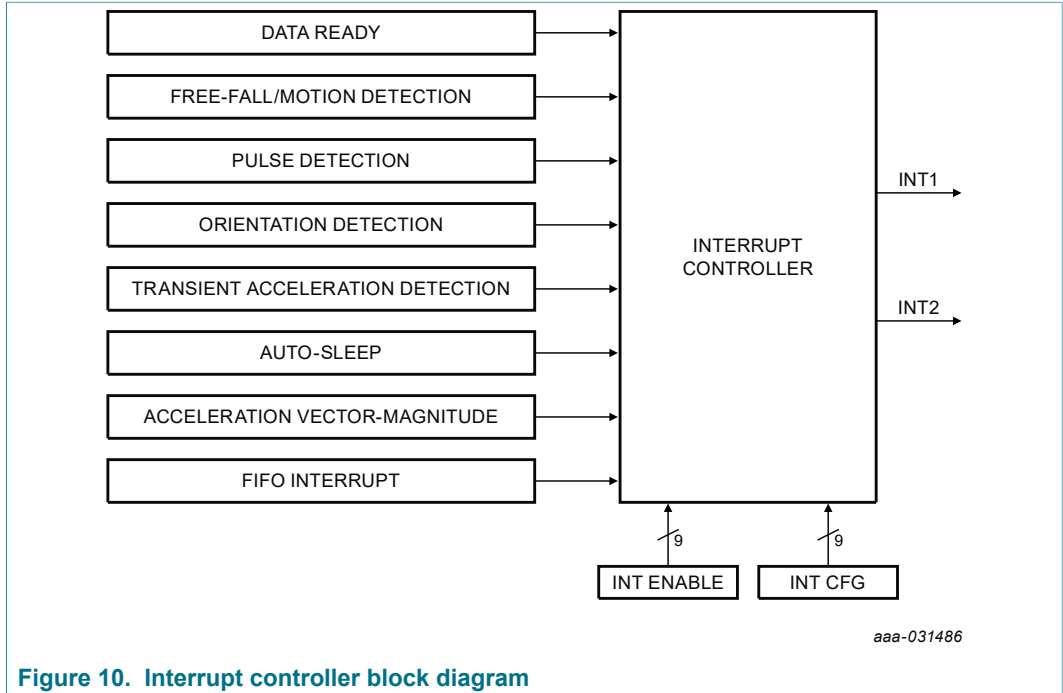 DATA READY
FREE-FALL/MOTION DETECTION
PULSE DETECTION
ORIENTATION DETECTION
TRANSIENT ACCELERATION DETECTION
AUTO-SLEEP
ACCELERATION VECTOR-MAGNITUDE
FIFO INTERRUPT
INTERRUPT
CONTROLLER
INT1
INT2
9
9
INT ENABLE
INT CFG
aaa-031486
Figure 10. Interrupt controller block diagram